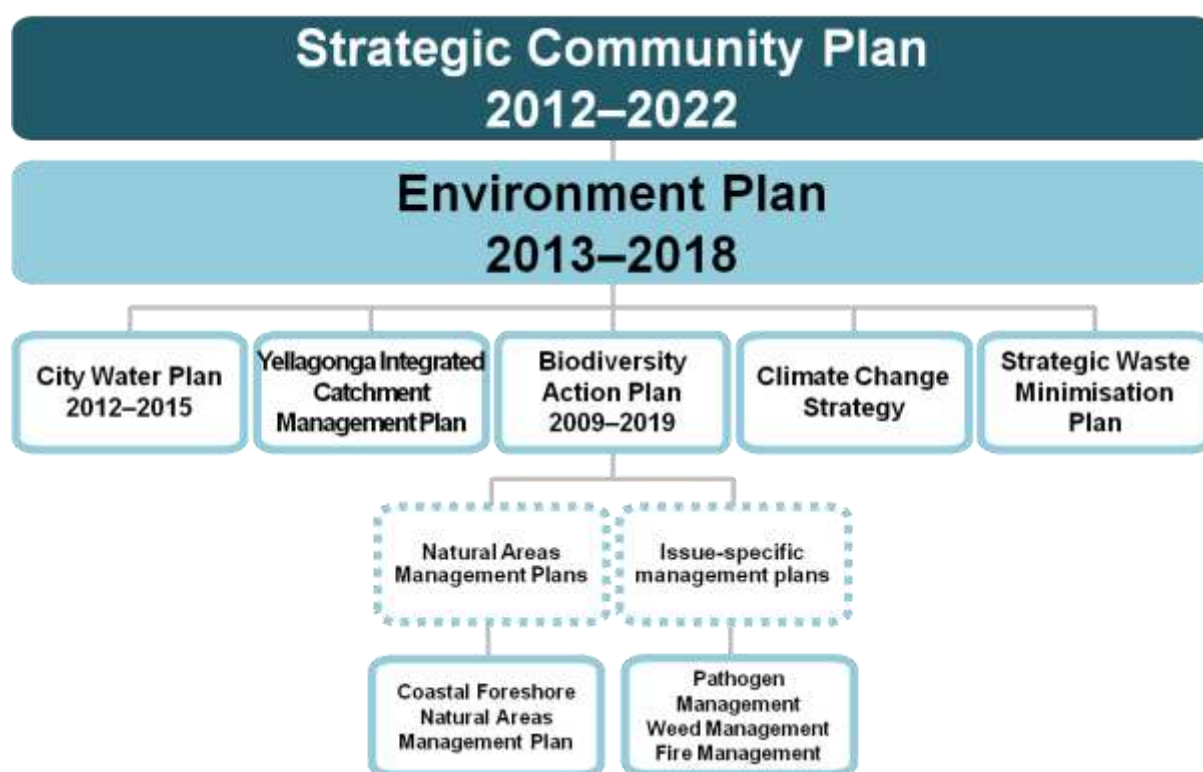 Strategic Community Plan
2012–2022
Environment Plan
2013–2018
City Water Plan
2012–2015
Yellagonga Integrated
Catchment
Management Plan
Biodiversity
Action Plan
2009–2019
Climate Change
Strategy
Strategic Waste
Minimisation
Plan
Natural Areas
Management Plans
Issue-specific
management plans
Coastal Foreshore
Natural Areas
Management Plan
Pathogen
Management
Weed Management
Fire Management